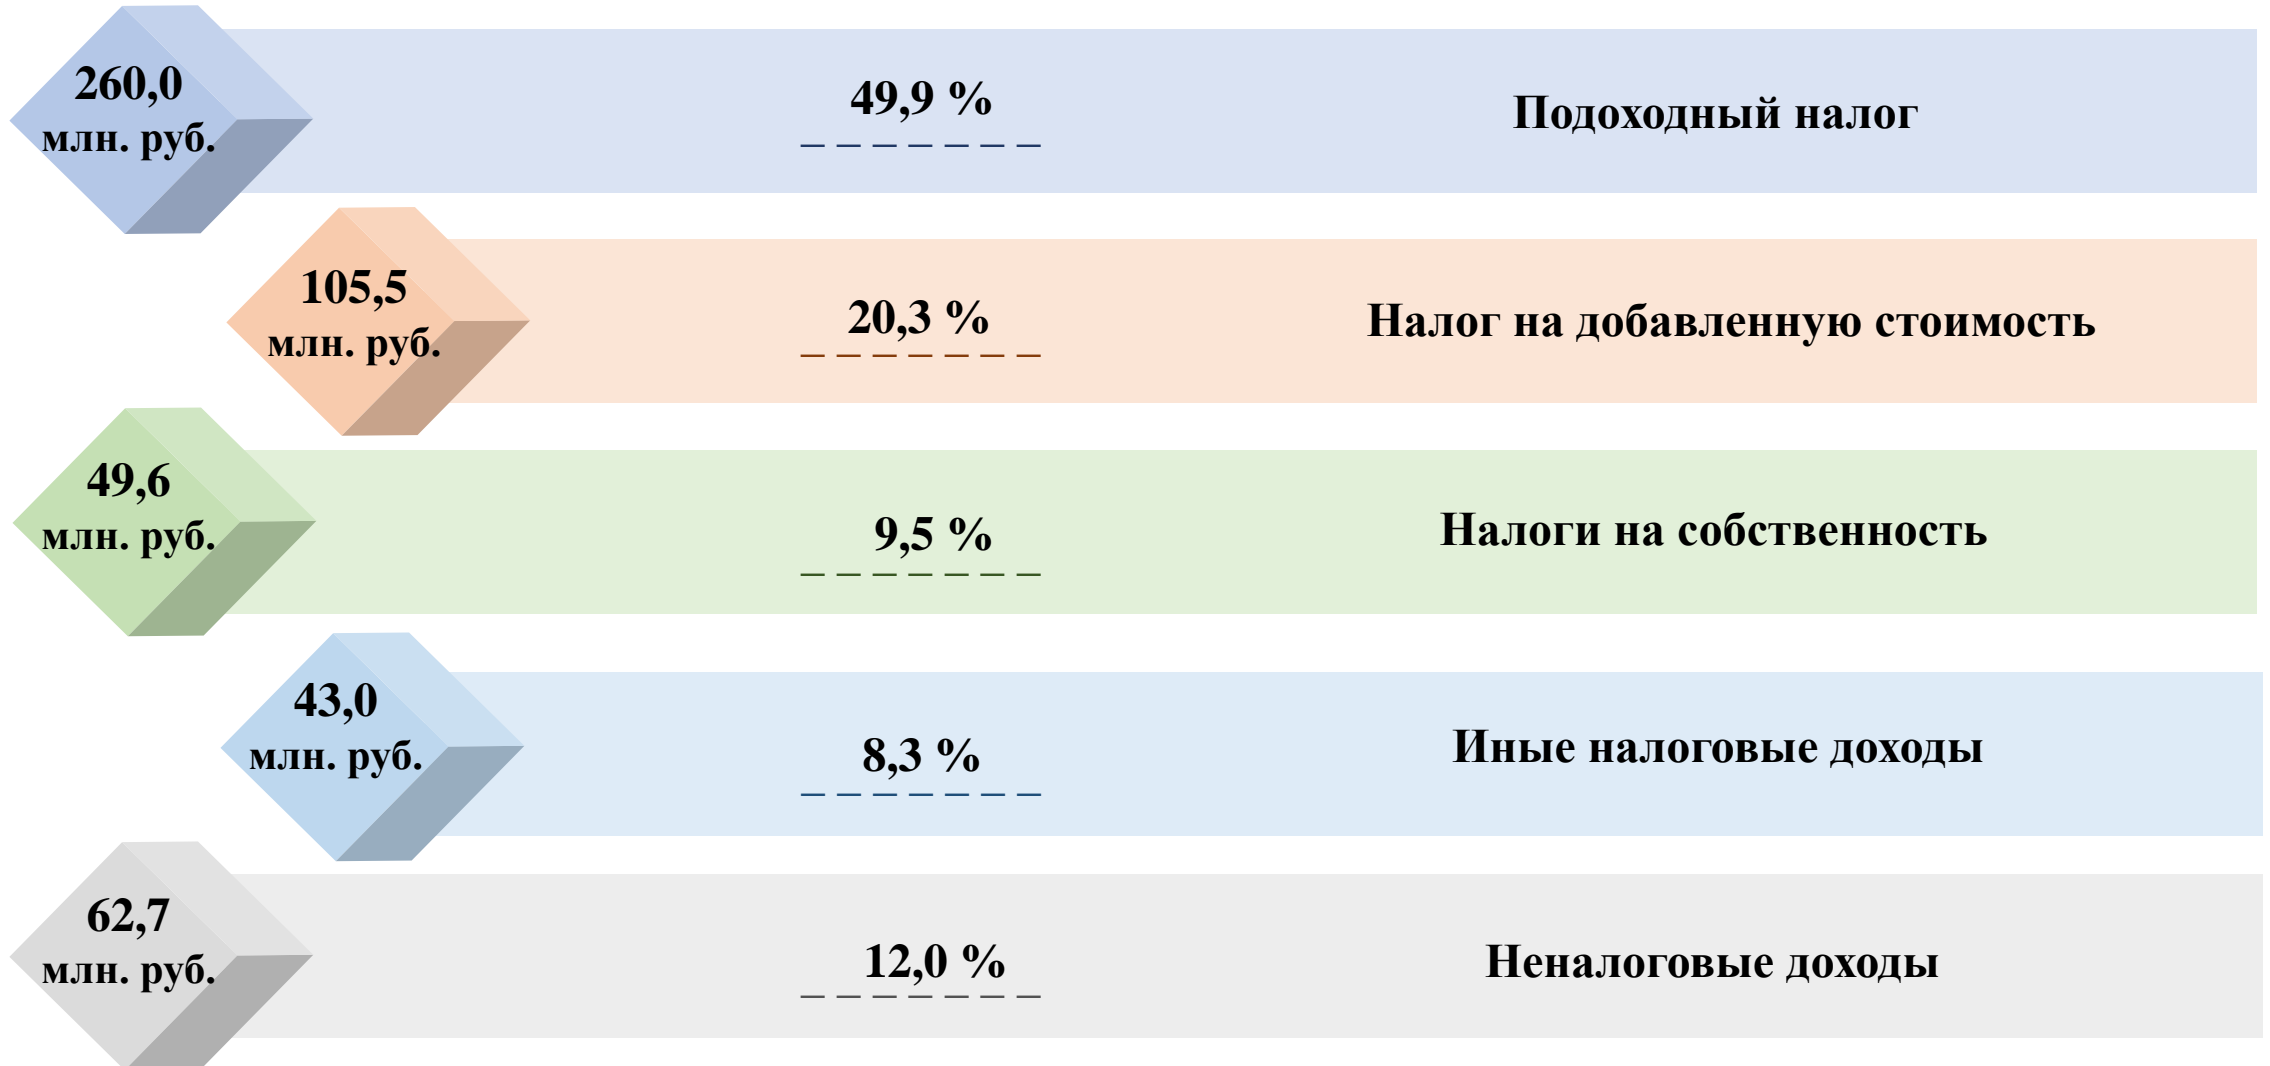 260,0
млн. руб.
49,9 %
Подоходный налог
105,5
млн. руб.
20,3 %
Налог на добавленную стоимость
49,6
млн. руб.
9,5 %
Налоги на собственность
43,0
млн. руб.
8,3 %
Иные налоговые доходы
62,7
млн. руб.
12,0 %
Неналоговые доходы